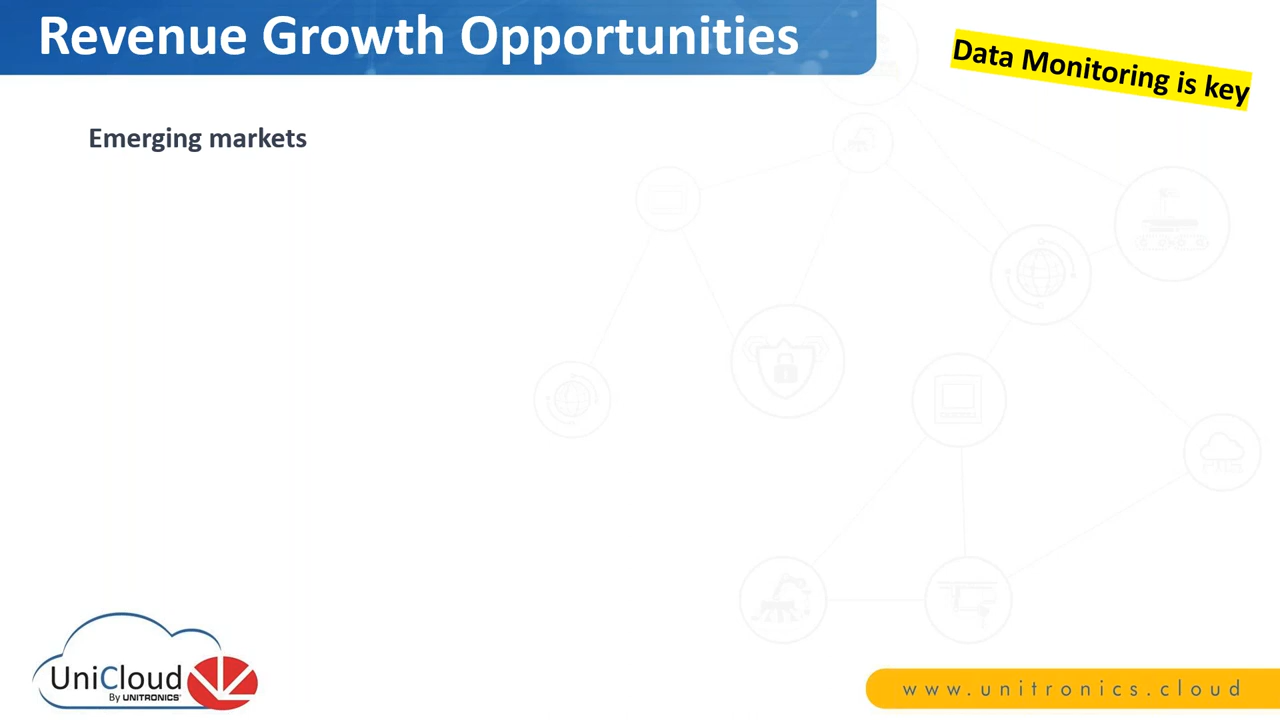 Revenue Growth Opportunities
Data Monitoring is key
Emerging markets
UniCloud
By UNITRONICS®
www.unitronics.cloud